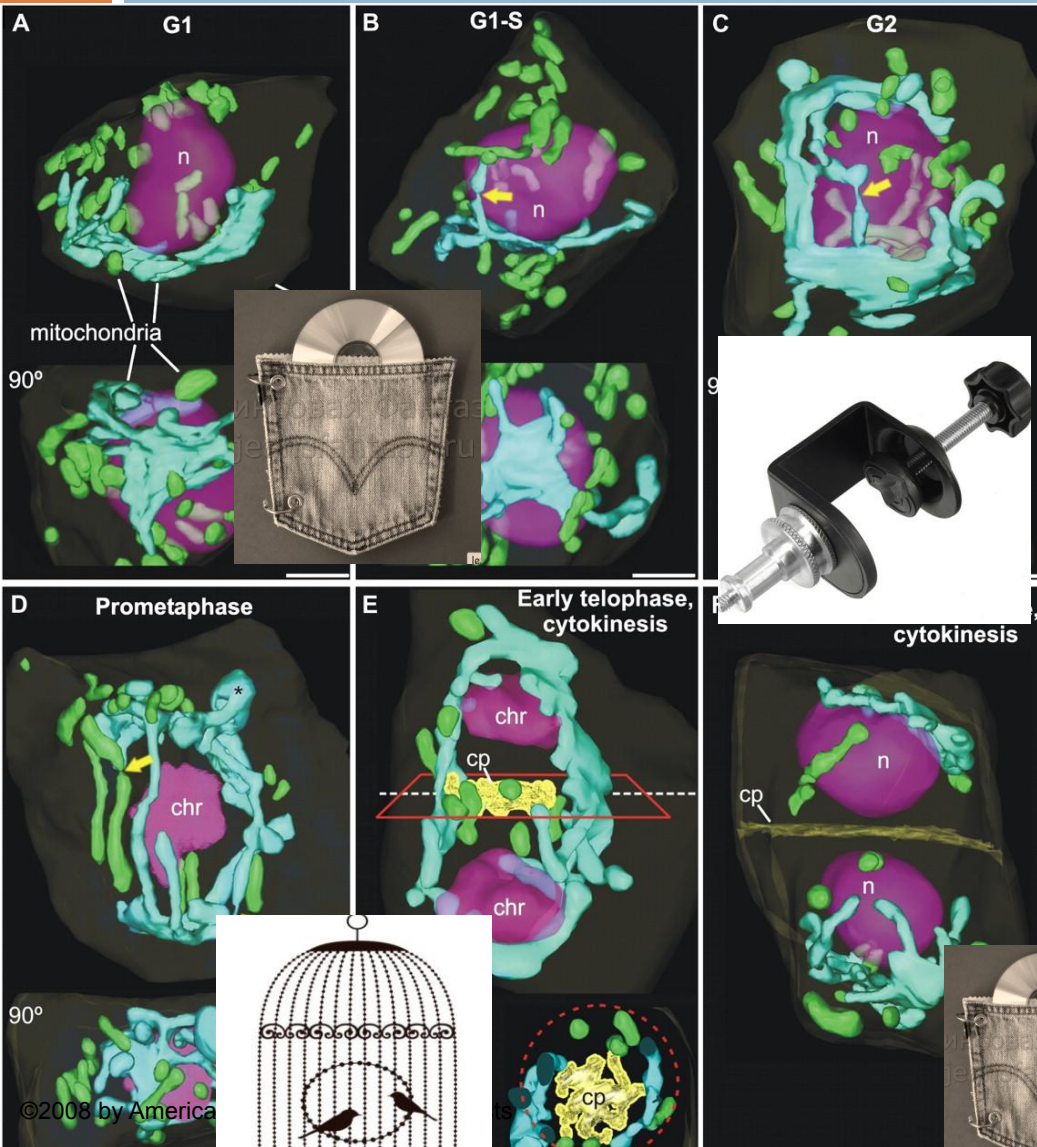 A
G1
B
G1-S
C
G2
n
n
n
mitochondria
90º
D
Prometaphase
E
Early telophase,
cytokinesis
cytokinesis
*
chr
chr
cp
chr
n
cp
n
90º
cp
©2008 by America